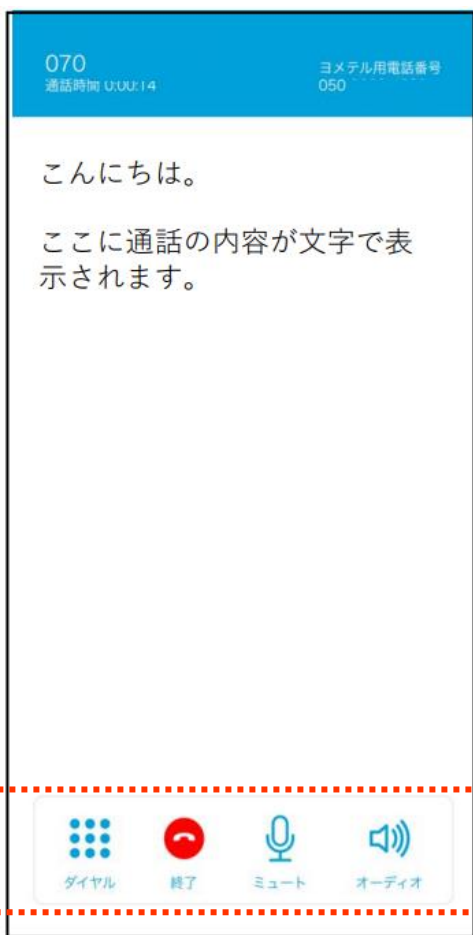 070
通話時間 0:00:14
ヨメテル用電話番号
050
こんにちは。
ここに通話の内容が文字で表
示されます。
ダイヤル
終了
ミュート
オーディオ